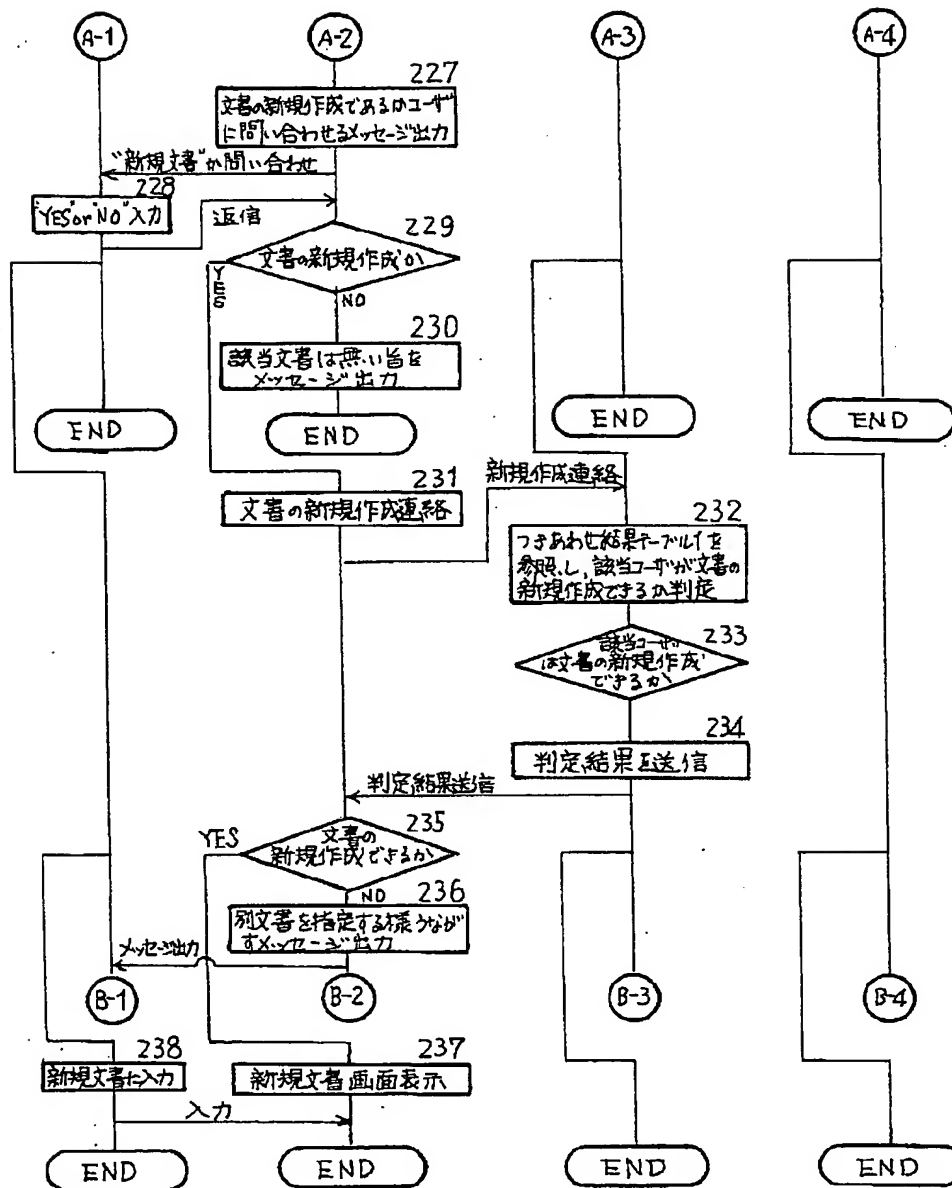 A-1
A-2
A-3
A-4
227
文書の新規作成であるかユーザ
に問い合わせるメッセージ出力
"新規文書"か問い合わせ
228
"YES" or "NO" 入力
返信
229
文書の新規作成か
YES
NO
230
該当文書は無い旨を
メッセージ出力
END
END
END
END
231
文書の新規作成連絡
新規作成連絡
232
つきあわせ結果テーブルイを
参照し、該当ユーザが文書の
新規作成できるか判定
233
該当ユーザ
は文書の新規作成
できるか
234
判定結果を送信
判定結果送信
235
文書の
新規作成できるか
YES
NO
236
別文書を指定する様うなが
すメッセージ出力
メッセージ出力
B-1
B-2
B-3
B-4
238
新規文書に入力
237
新規文書画面表示
入力
END
END
END
END